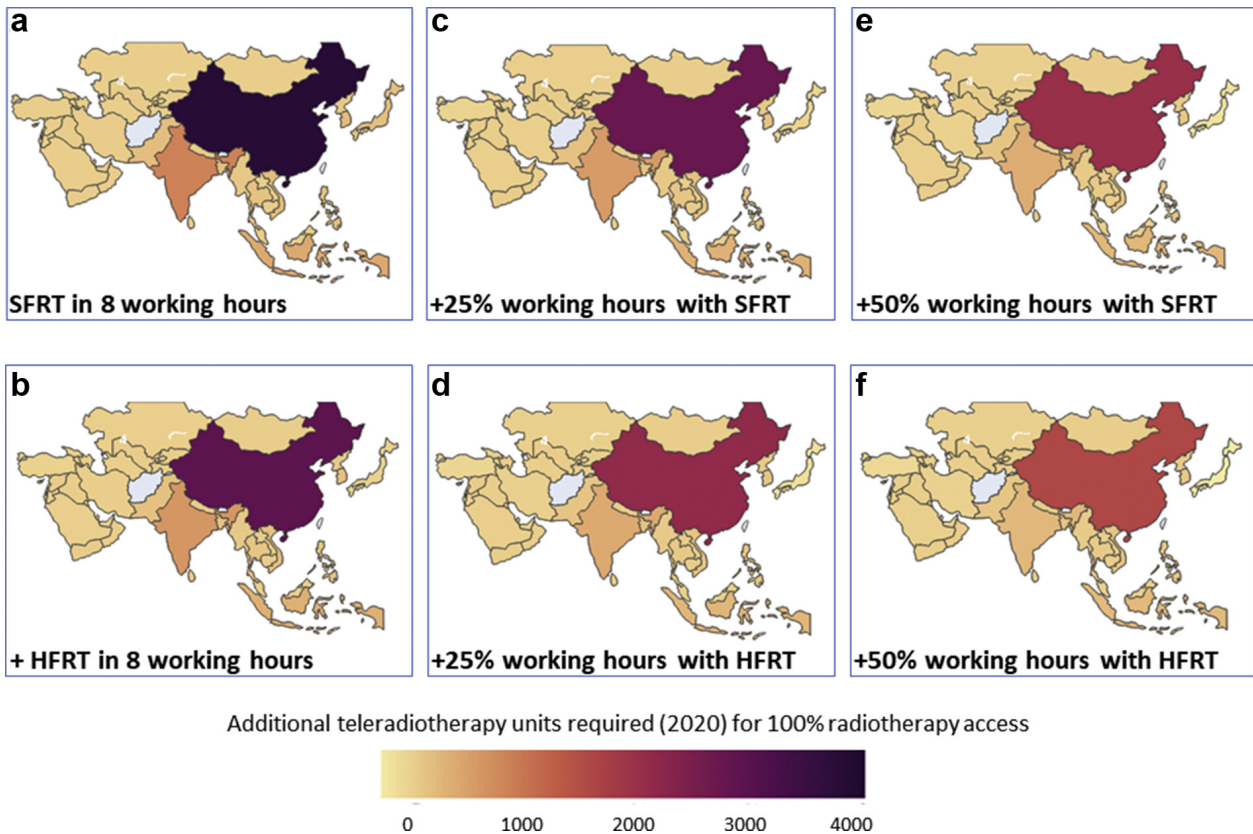 a
SFRT in 8 working hours
c
+25% working hours with SFRT
e
+50% working hours with SFRT
b
+ HFRT in 8 working hours
d
+25% working hours with HFRT
f
+50% working hours with HFRT
Additional teleradiotherapy units required (2020) for 100% radiotherapy access
0 1000 2000 3000 4000